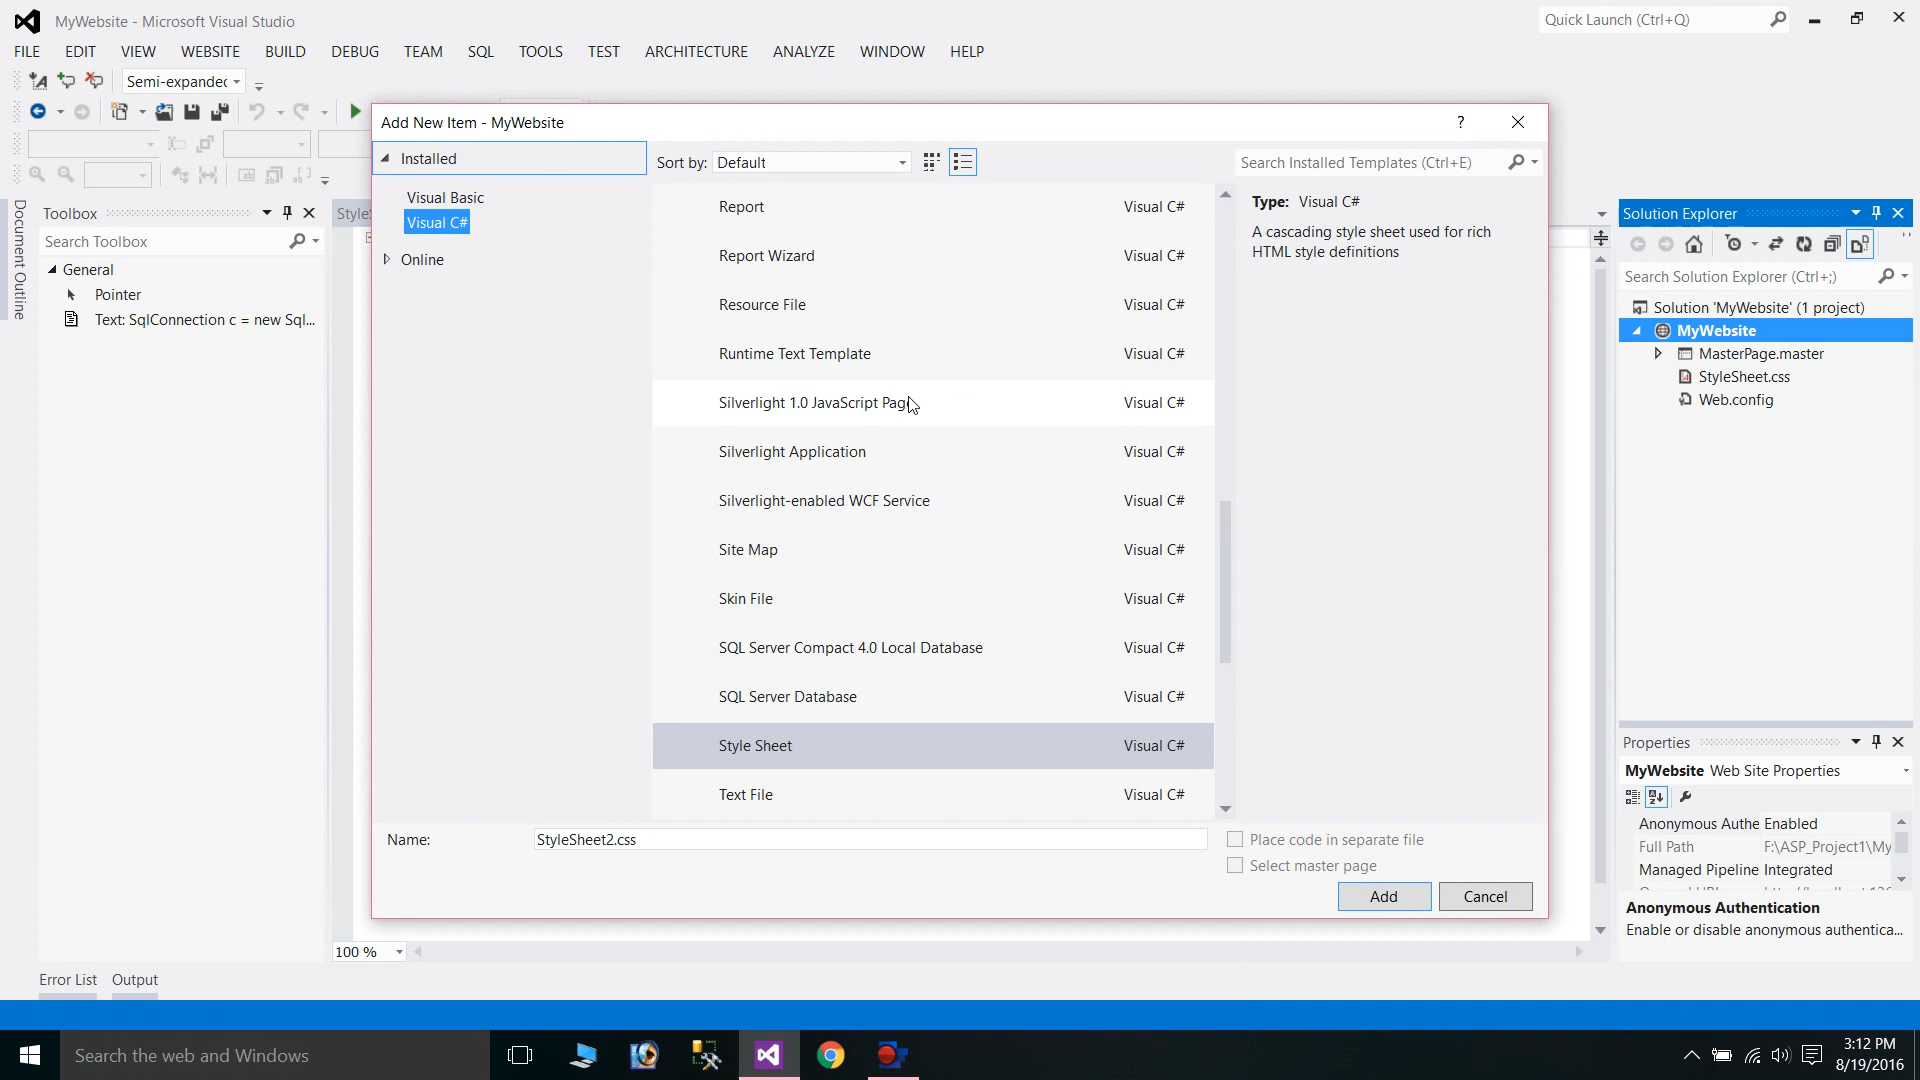 MyWebsite - Microsoft Visual Studio
Quick Launch (Ctrl+Q)
FILE EDIT VIEW WEBSITE BUILD DEBUG TEAM SQL TOOLS TEST ARCHITECTURE ANALYZE WINDOW HELP
Semi-expanded
Add New Item - MyWebsite
?
Installed
Sort by: Default
Search Installed Templates (Ctrl+E)
Visual Basic
Visual C#
Online
Report Visual C#
Report Wizard Visual C#
Resource File Visual C#
Runtime Text Template Visual C#
Silverlight 1.0 JavaScript Page Visual C#
Silverlight Application Visual C#
Silverlight-enabled WCF Service Visual C#
Site Map Visual C#
Skin File Visual C#
SQL Server Compact 4.0 Local Database Visual C#
SQL Server Database Visual C#
Style Sheet Visual C#
Text File Visual C#
Type: Visual C#
A cascading style sheet used for rich
HTML style definitions
Name: StyleSheet2.css
Place code in separate file
Select master page
Add Cancel
Document Outline
Toolbox
Search Toolbox
General
Pointer
Text: SqlConnection c = new Sql...
StyleS
Solution Explorer
Search Solution Explorer (Ctrl+;)
Solution 'MyWebsite' (1 project)
MyWebsite
MasterPage.master
StyleSheet.css
Web.config
Properties
MyWebsite Web Site Properties
Anonymous Authe Enabled
Full Path F:\ASP_Project1\My
Managed Pipeline Integrated
Anonymous Authentication
Enable or disable anonymous authentica...
100 %
Error List Output
Search the web and Windows
3:12 PM
8/19/2016